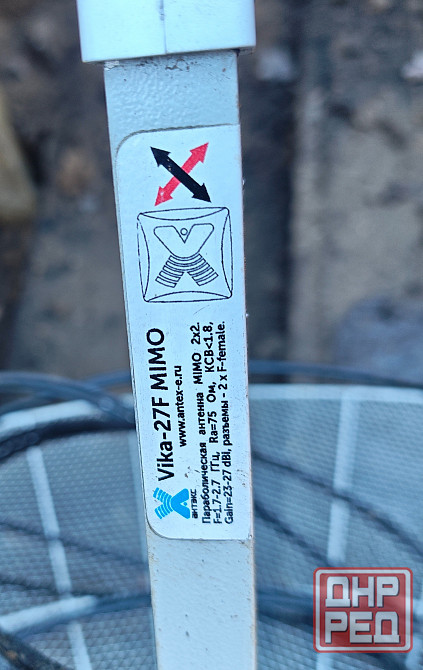 Vika-27F MIMO
www.antex-e.ru
антэкс
Параболическая антенна MIMO 2x2.
F=1.7-2.7 ГГц, Ra=75 Ом, КСВ<1.8,
Gain=23-27 dBi, разъемы - 2 x F-female.
ДНР
РЕД